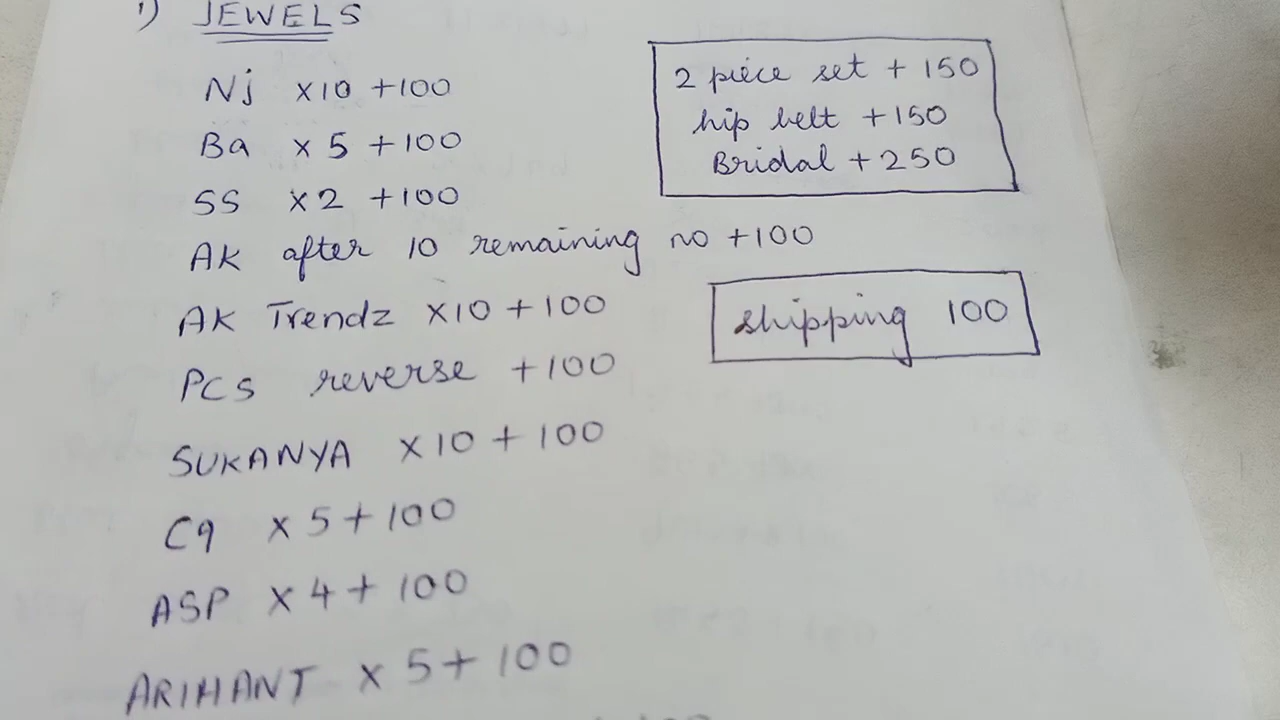 1) JEWELS
Nj x10 +100
Ba x 5 +100
SS x2 +100
AK after 10 remaining no +100
AK Trendz x10 +100
PCS reverse +100
SUKANYA x10 +100
C9 x 5+100
ASP x 4+ 100
ARIHANT x 5+ 100
2 piece set + 150
hip belt +150
Bridal +250
shipping 100